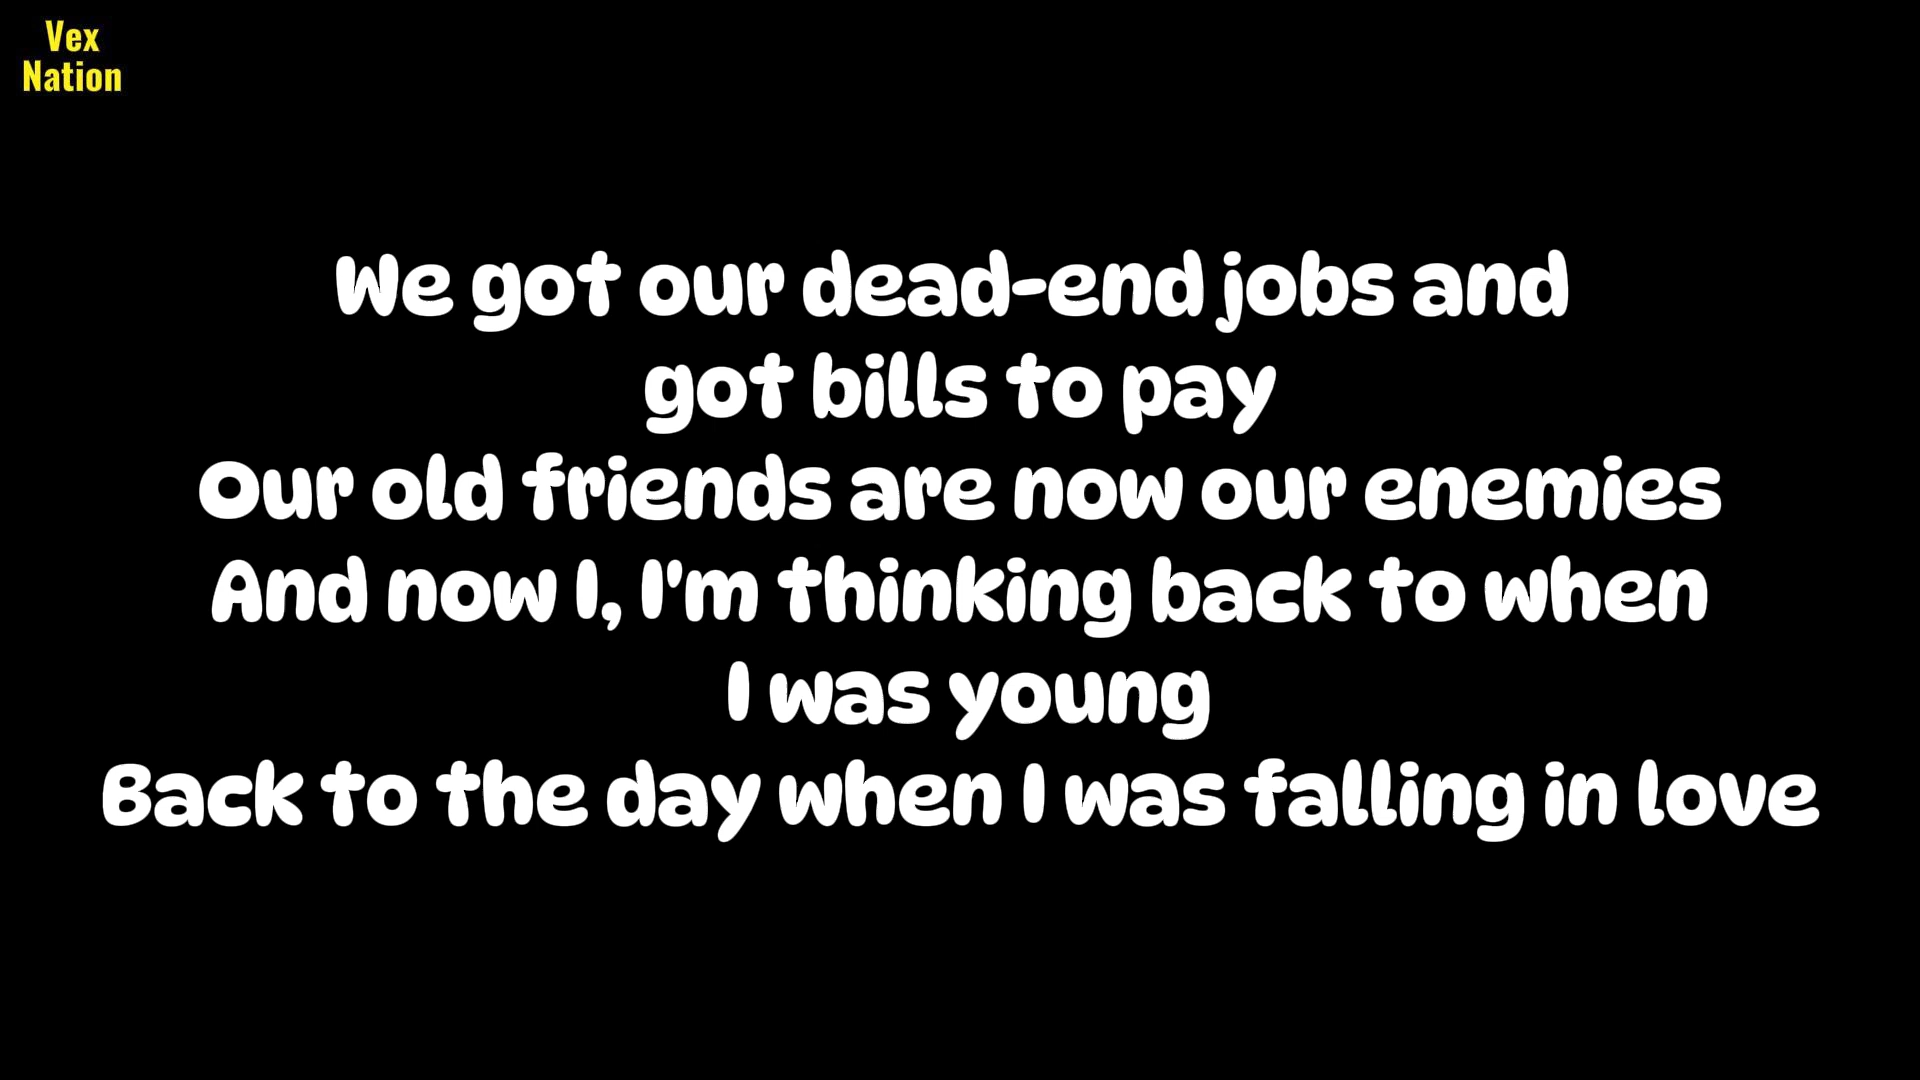 Vex
Nation
We got our dead-end jobs and
got bills to pay
Our old friends are now our enemies
And now I, I'm thinking back to when
I was young
Back to the day when I was falling in love